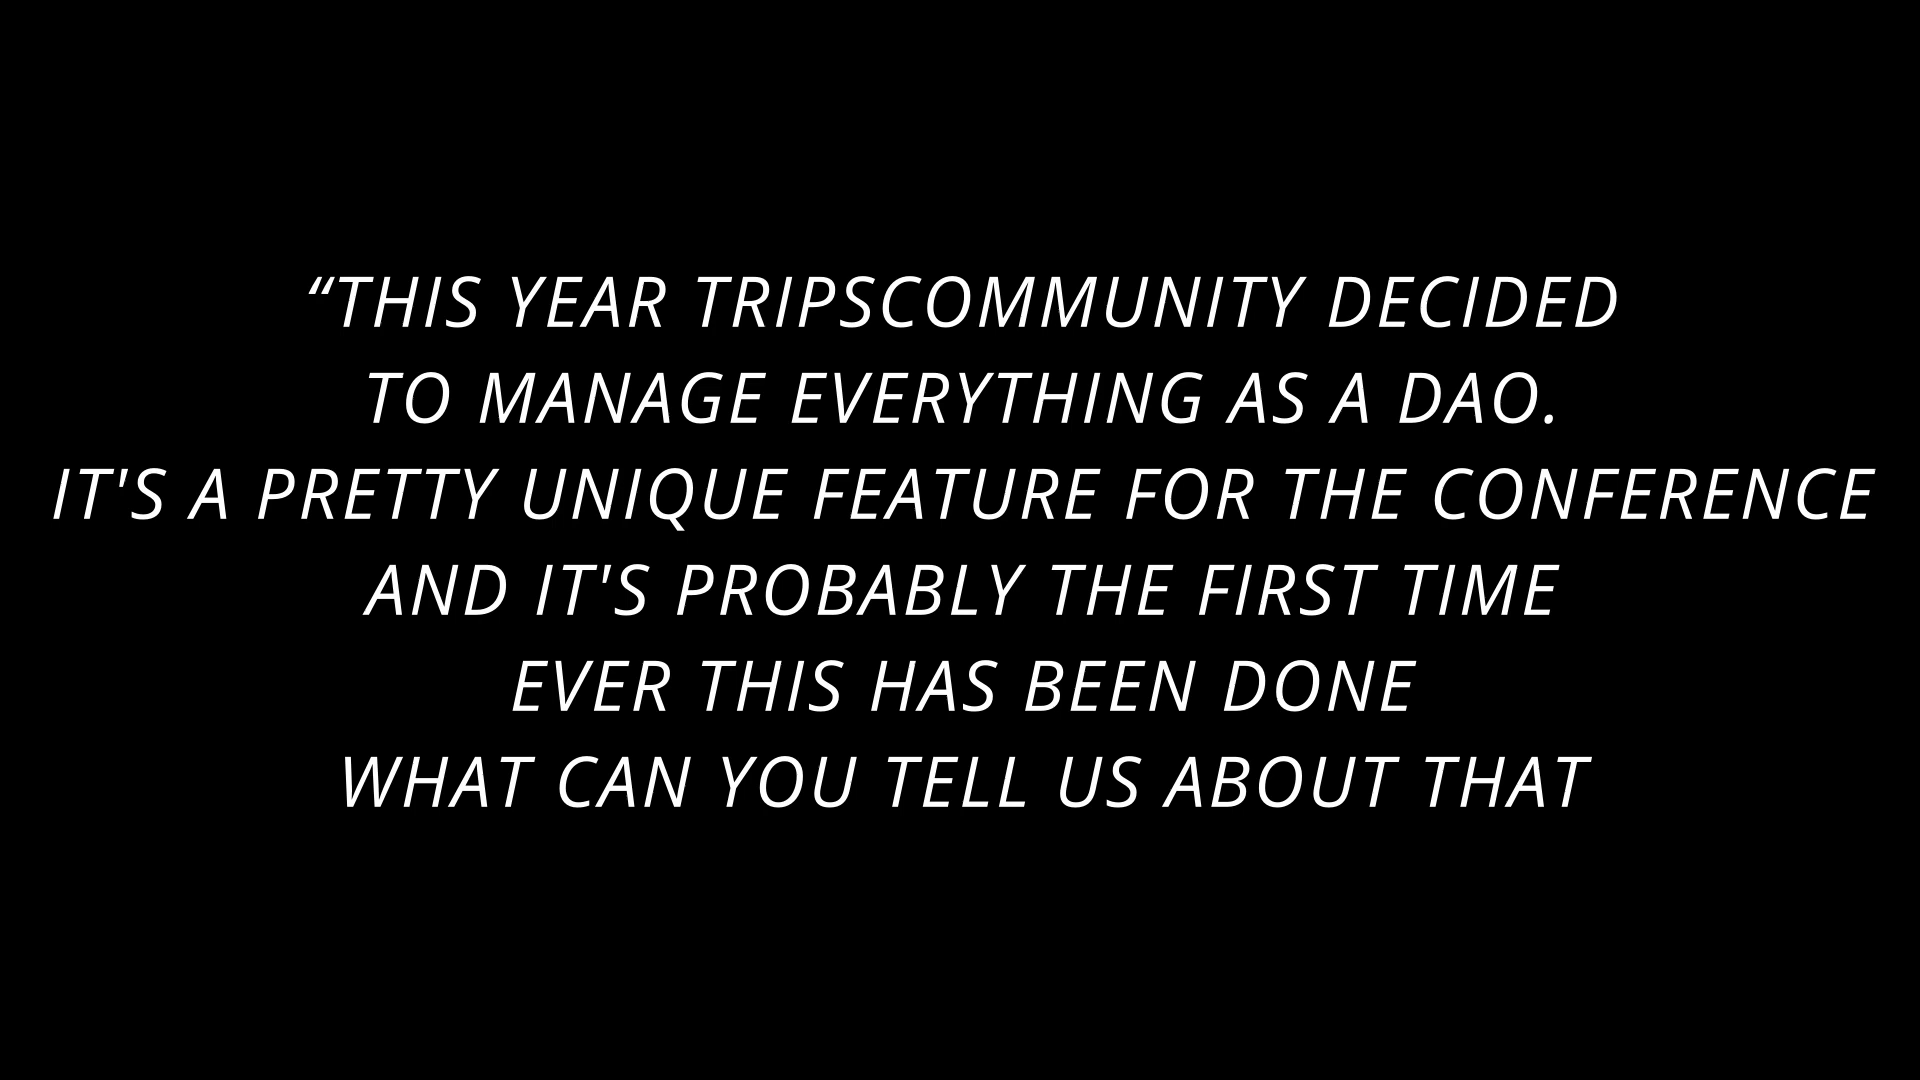 “THIS YEAR TRIPSCOMMUNITY DECIDED
TO MANAGE EVERYTHING AS A DAO.
IT'S A PRETTY UNIQUE FEATURE FOR THE CONFERENCE
AND IT'S PROBABLY THE FIRST TIME
EVER THIS HAS BEEN DONE
WHAT CAN YOU TELL US ABOUT THAT